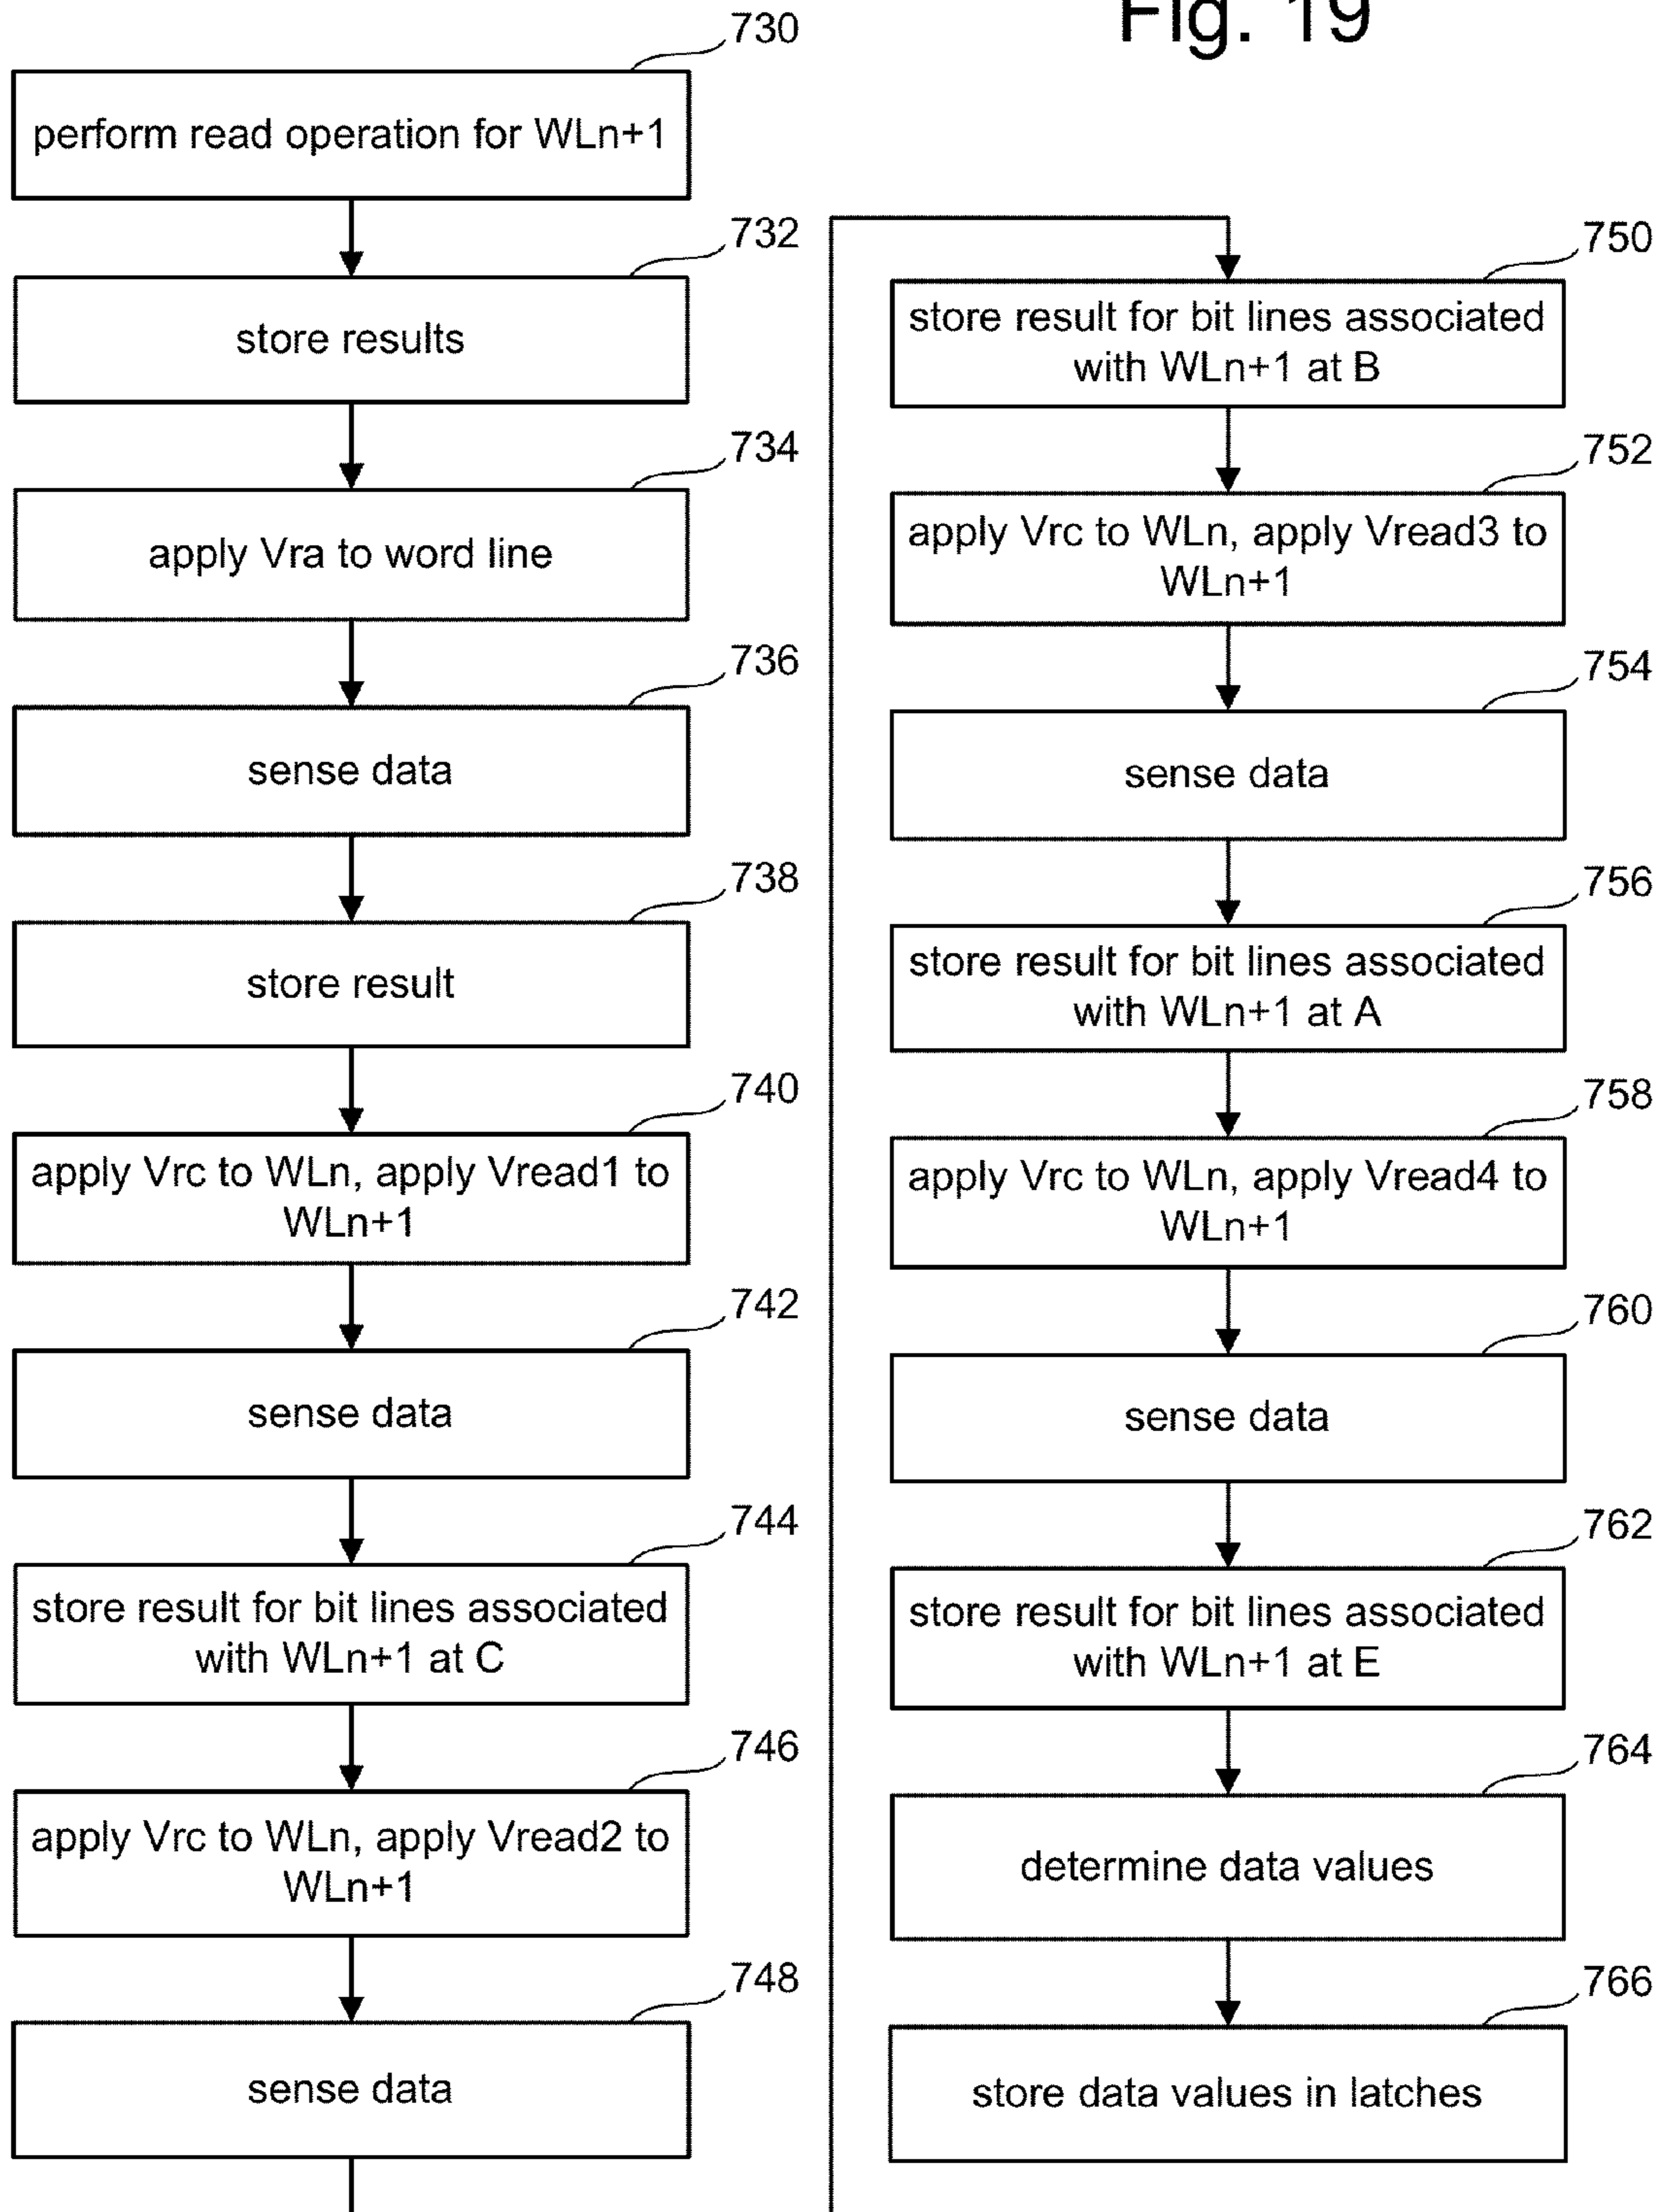 Fig. 19
730
perform read operation for WLn+1
732
store results
734
apply Vra to word line
736
sense data
738
store result
740
apply Vrc to WLn, apply Vread1 to
WLn+1
742
sense data
744
store result for bit lines associated
with WLn+1 at C
746
apply Vrc to WLn, apply Vread2 to
WLn+1
748
sense data
750
store result for bit lines associated
with WLn+1 at B
752
apply Vrc to WLn, apply Vread3 to
WLn+1
754
sense data
756
store result for bit lines associated
with WLn+1 at A
758
apply Vrc to WLn, apply Vread4 to
WLn+1
760
sense data
762
store result for bit lines associated
with WLn+1 at E
764
determine data values
766
store data values in latches